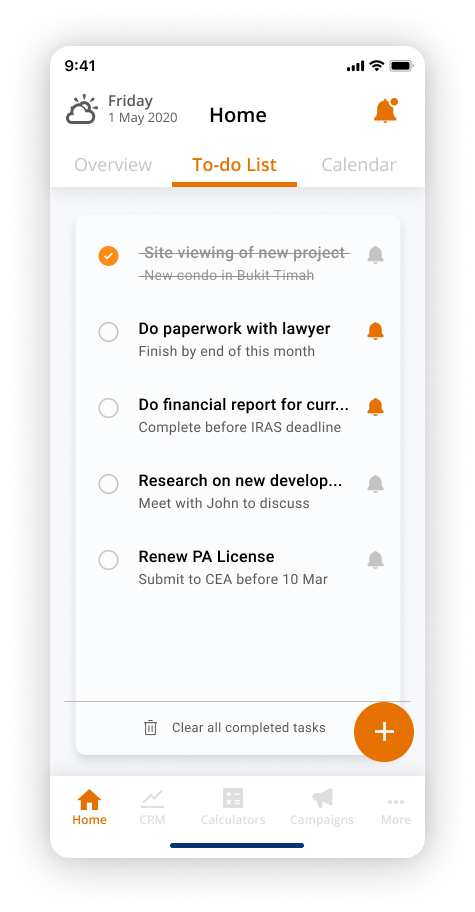 9:41
Friday
1 May 2020
Home
Overview
To-do List
Calendar
Site viewing of new project
New condo in Bukit Timah
Do paperwork with lawyer
Finish by end of this month
Do financial report for curr...
Complete before IRAS deadline
Research on new develop...
Meet with John to discuss
Renew PA License
Submit to CEA before 10 Mar
Clear all completed tasks
Home
CRM
Calculators
Campaigns
More